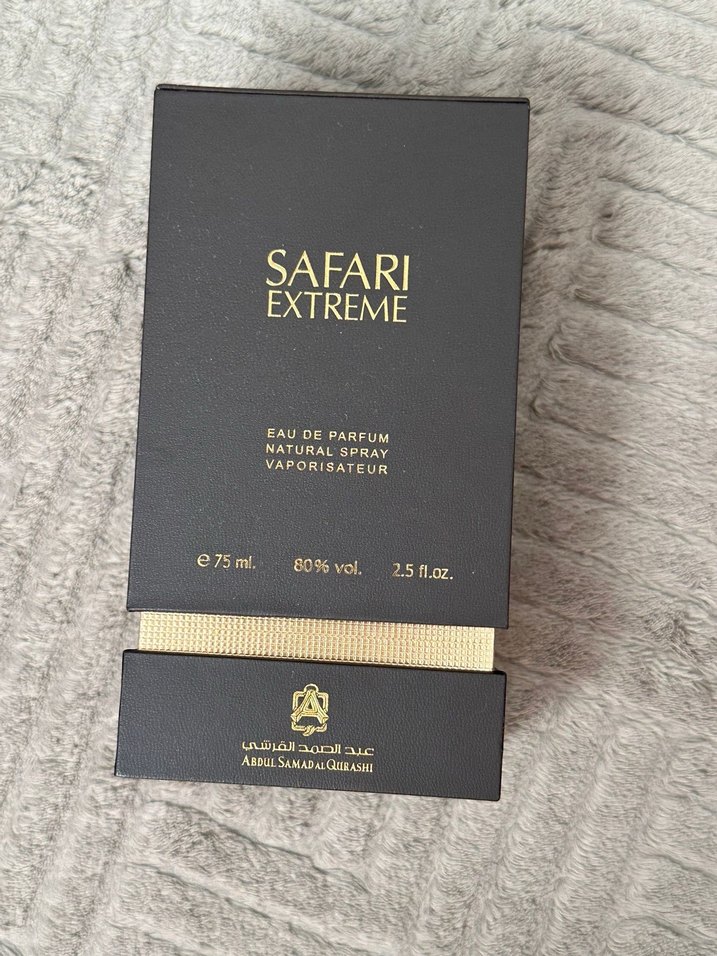 SAFARI
EXTREME
EAU DE PARFUM
NATURAL SPRAY
VAPORISATEUR
℮ 75 ml. 80% vol. 2.5 fl.oz.
عبد الصمد القرشي
ABDUL SAMAD AL QURASHI